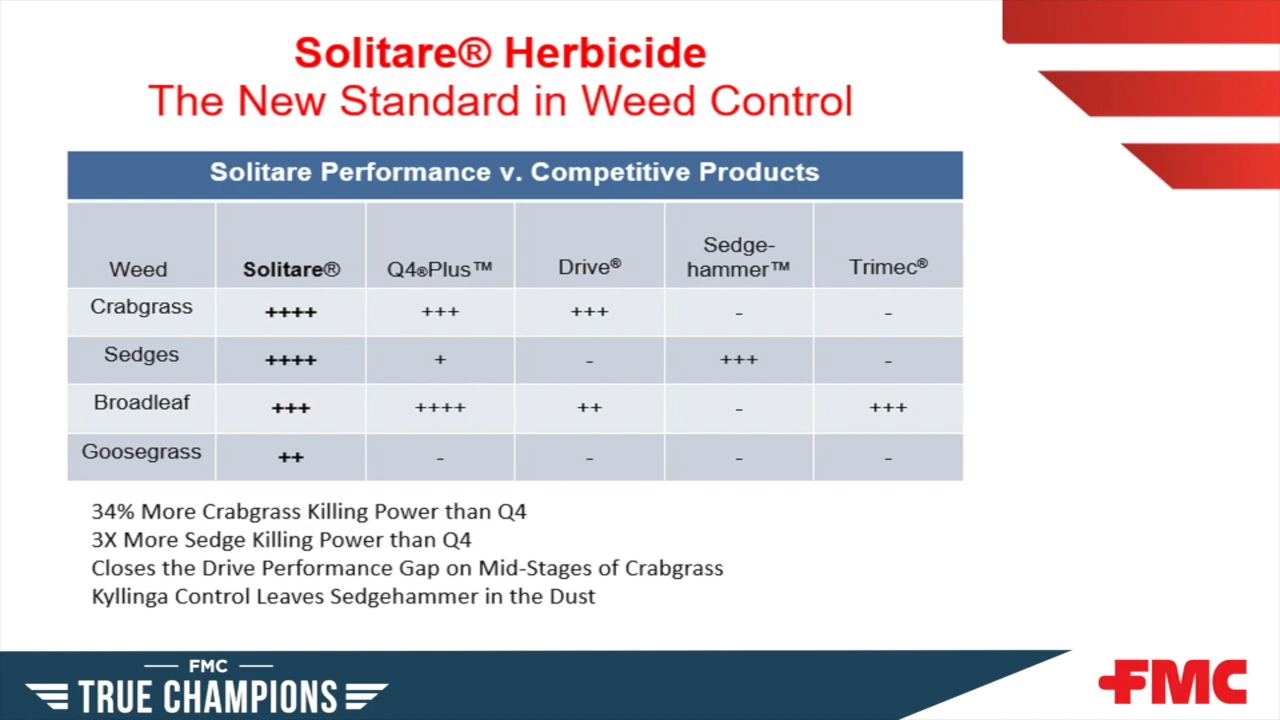 Solitare® Herbicide
The New Standard in Weed Control
Solitare Performance v. Competitive Products
Weed Solitare® Q4®Plus™ Drive® Sedge-
hammer™ Trimec®
Crabgrass ++++ +++ +++ - -
Sedges ++++ + - +++ -
Broadleaf +++ ++++ ++ - +++
Goosegrass ++ - - - -
34% More Crabgrass Killing Power than Q4
3X More Sedge Killing Power than Q4
Closes the Drive Performance Gap on Mid-Stages of Crabgrass
Kyllinga Control Leaves Sedgehammer in the Dust
FMC
TRUE CHAMPIONS
FMC